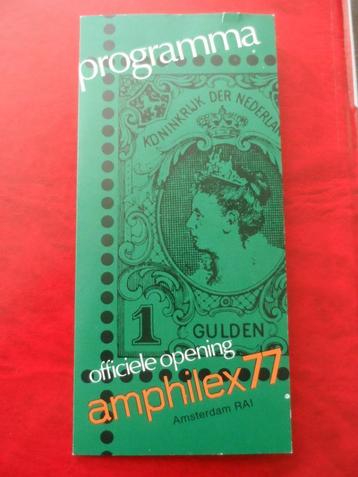 programma
KONINKRIJK DER NEDERLAN
1 GULDEN
officiele opening
amphilex77
Amsterdam RAI